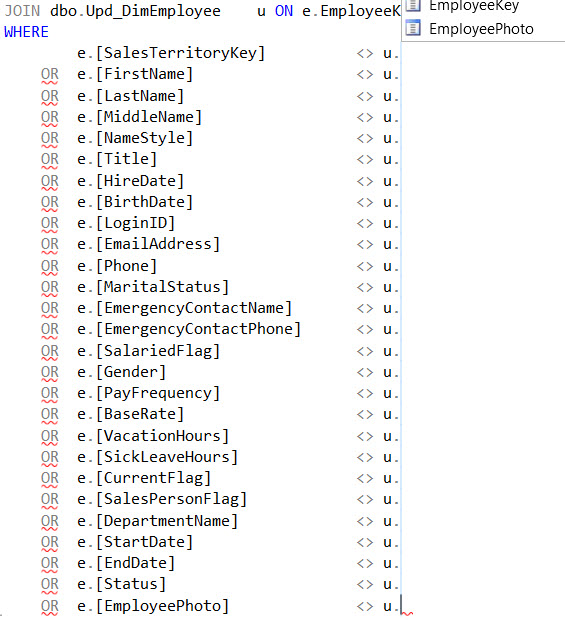 JOIN dbo.Upd_DimEmployee u ON e.EmployeeK
EmployeeKey
EmployeePhoto
WHERE
e.[SalesTerritoryKey] <> u.
OR e.[FirstName] <> u.
OR e.[LastName] <> u.
OR e.[MiddleName] <> u.
OR e.[NameStyle] <> u.
OR e.[Title] <> u.
OR e.[HireDate] <> u.
OR e.[BirthDate] <> u.
OR e.[LoginID] <> u.
OR e.[EmailAddress] <> u.
OR e.[Phone] <> u.
OR e.[MaritalStatus] <> u.
OR e.[EmergencyContactName] <> u.
OR e.[EmergencyContactPhone] <> u.
OR e.[SalariedFlag] <> u.
OR e.[Gender] <> u.
OR e.[PayFrequency] <> u.
OR e.[BaseRate] <> u.
OR e.[VacationHours] <> u.
OR e.[SickLeaveHours] <> u.
OR e.[CurrentFlag] <> u.
OR e.[SalesPersonFlag] <> u.
OR e.[DepartmentName] <> u.
OR e.[StartDate] <> u.
OR e.[EndDate] <> u.
OR e.[Status] <> u.
OR e.[EmployeePhoto] <> u.